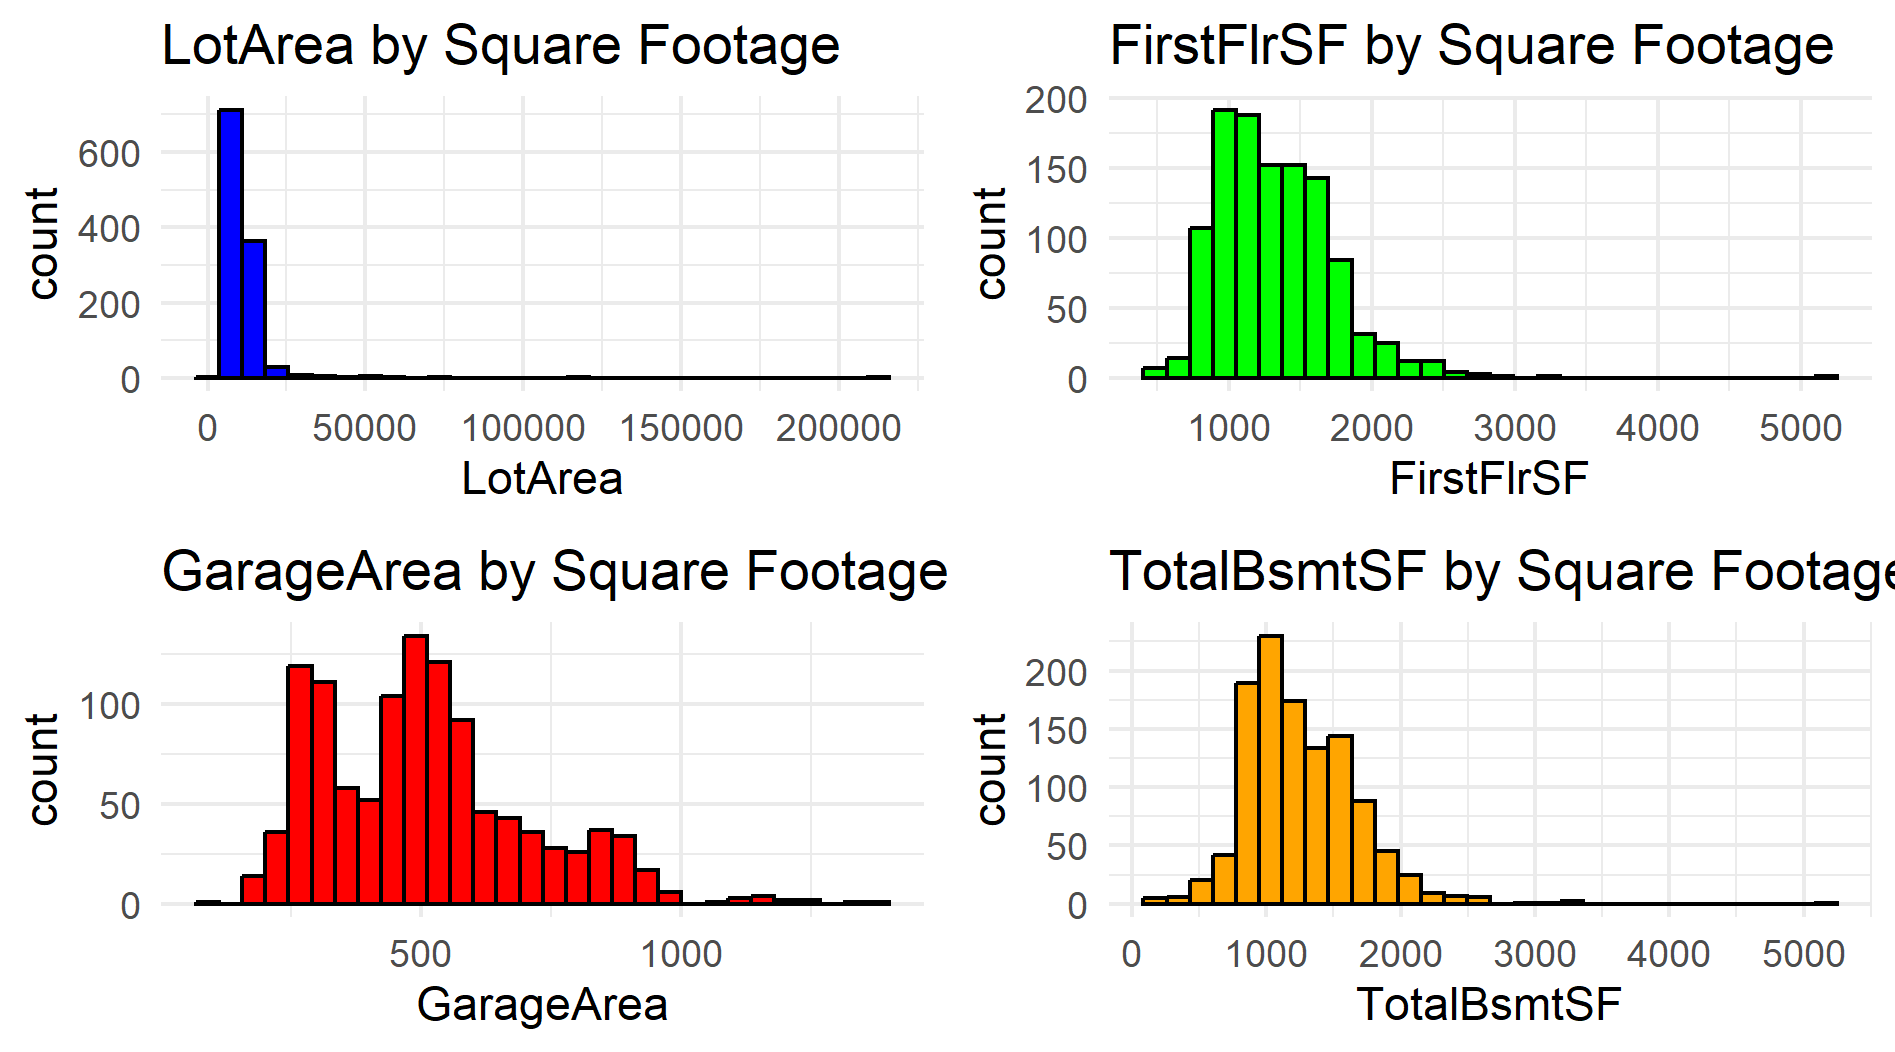 LotArea by Square Footage
count
600
400
200
0
0 50000 100000 150000 200000
LotArea
FirstFlrSF by Square Footage
count
200
150
100
50
0
1000 2000 3000 4000 5000
FirstFlrSF
GarageArea by Square Footage
count
100
50
0
500 1000
GarageArea
TotalBsmtSF by Square Footage
count
200
150
100
50
0
0 1000 2000 3000 4000 5000
TotalBsmtSF